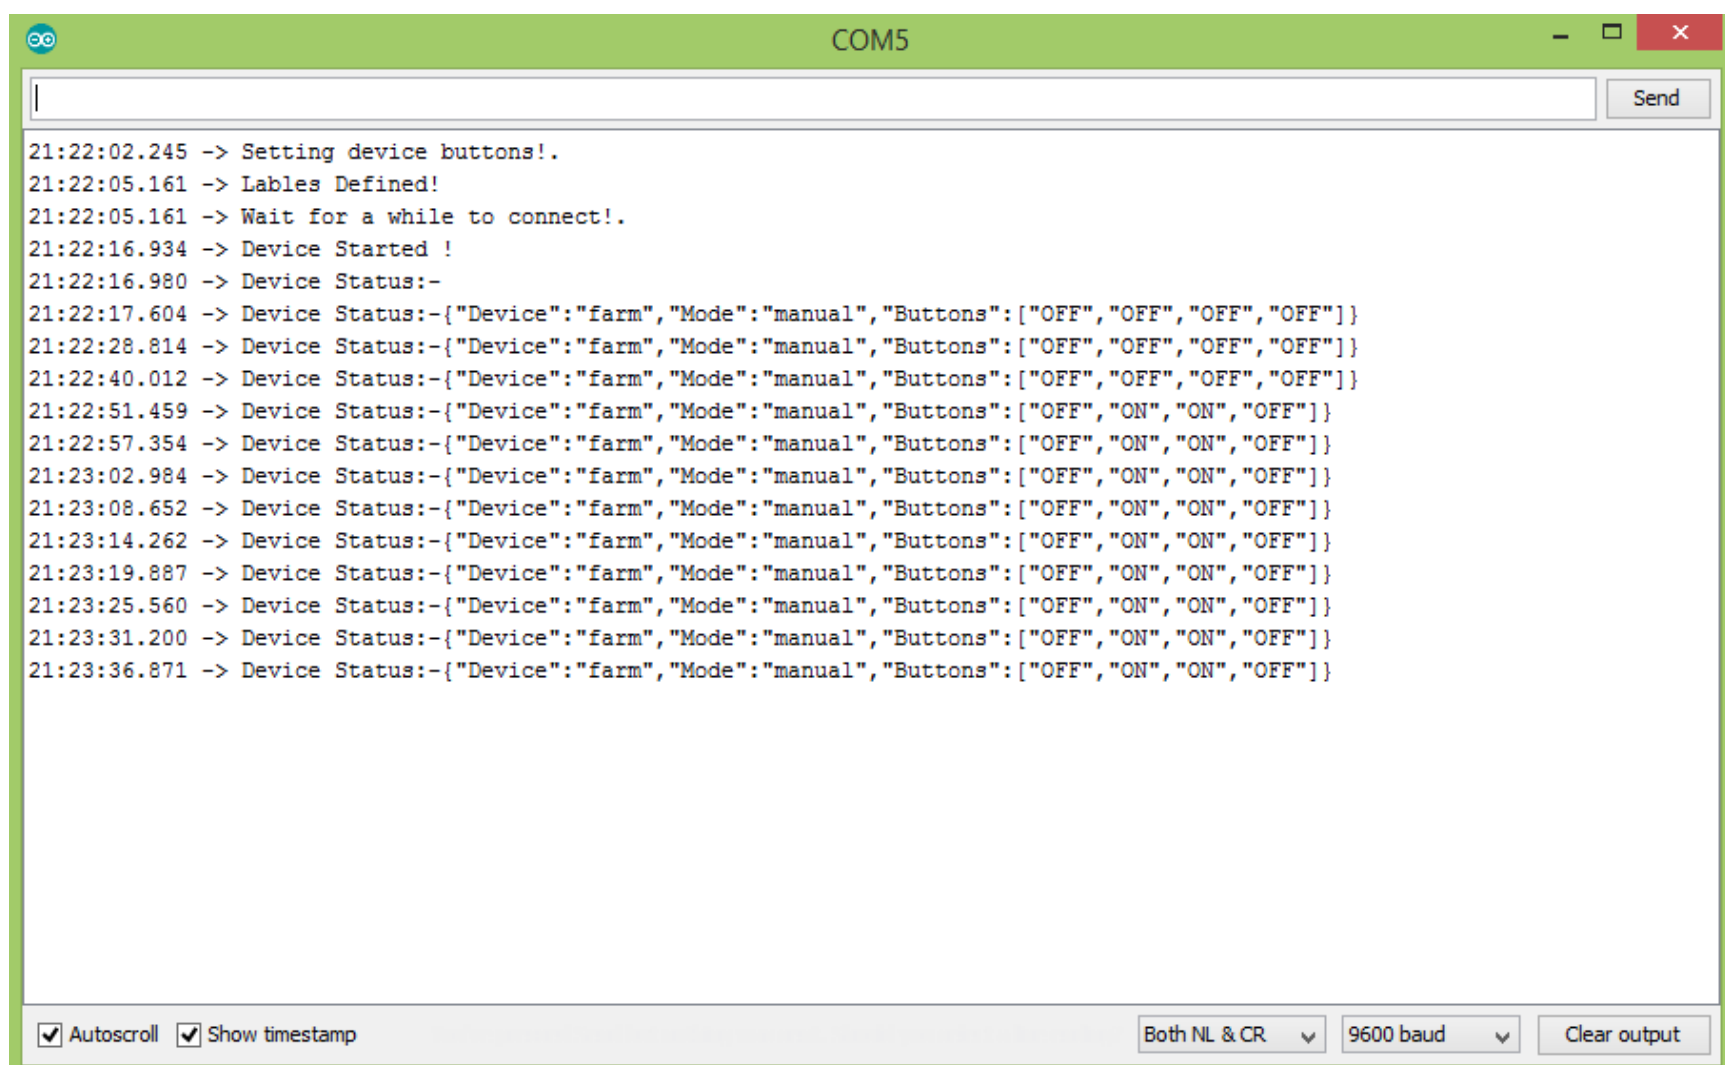 COM5
Send
21:22:02.245 -> Setting device buttons!.
21:22:05.161 -> Lables Defined!
21:22:05.161 -> Wait for a while to connect!.
21:22:16.934 -> Device Started !
21:22:16.980 -> Device Status:-
21:22:17.604 -> Device Status:-{"Device":"farm","Mode":"manual","Buttons":["OFF","OFF","OFF","OFF"]}
21:22:28.814 -> Device Status:-{"Device":"farm","Mode":"manual","Buttons":["OFF","OFF","OFF","OFF"]}
21:22:40.012 -> Device Status:-{"Device":"farm","Mode":"manual","Buttons":["OFF","OFF","OFF","OFF"]}
21:22:51.459 -> Device Status:-{"Device":"farm","Mode":"manual","Buttons":["OFF","ON","ON","OFF"]}
21:22:57.354 -> Device Status:-{"Device":"farm","Mode":"manual","Buttons":["OFF","ON","ON","OFF"]}
21:23:02.984 -> Device Status:-{"Device":"farm","Mode":"manual","Buttons":["OFF","ON","ON","OFF"]}
21:23:08.652 -> Device Status:-{"Device":"farm","Mode":"manual","Buttons":["OFF","ON","ON","OFF"]}
21:23:14.262 -> Device Status:-{"Device":"farm","Mode":"manual","Buttons":["OFF","ON","ON","OFF"]}
21:23:19.887 -> Device Status:-{"Device":"farm","Mode":"manual","Buttons":["OFF","ON","ON","OFF"]}
21:23:25.560 -> Device Status:-{"Device":"farm","Mode":"manual","Buttons":["OFF","ON","ON","OFF"]}
21:23:31.200 -> Device Status:-{"Device":"farm","Mode":"manual","Buttons":["OFF","ON","ON","OFF"]}
21:23:36.871 -> Device Status:-{"Device":"farm","Mode":"manual","Buttons":["OFF","ON","ON","OFF"]}
Autoscroll Show timestamp Both NL & CR 9600 baud Clear output